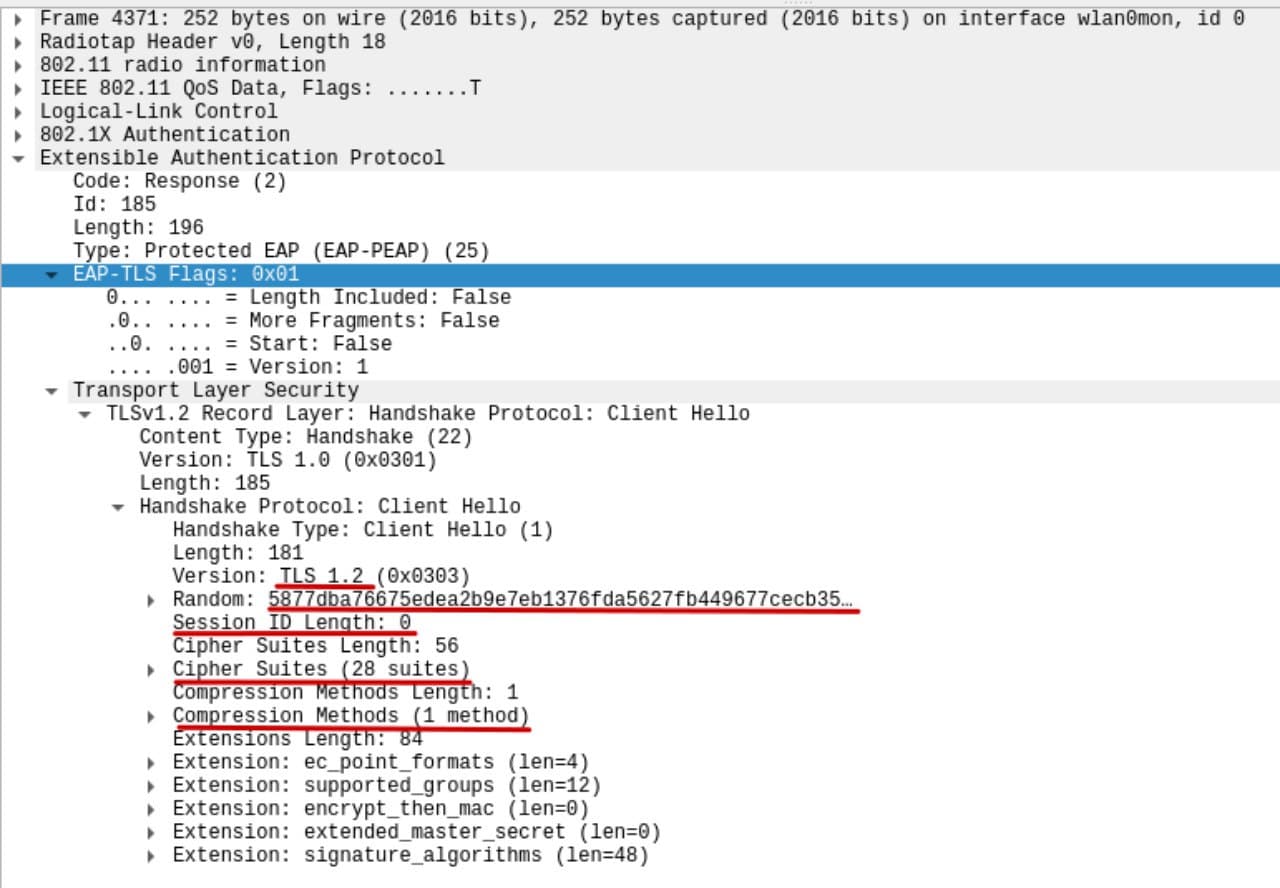 Frame 4371: 252 bytes on wire (2016 bits), 252 bytes captured (2016 bits) on interface wlan0mon, id 0
Radiotap Header v0, Length 18
802.11 radio information
IEEE 802.11 QoS Data, Flags: .......T
Logical-Link Control
802.1X Authentication
Extensible Authentication Protocol
Code: Response (2)
Id: 185
Length: 196
Type: Protected EAP (EAP-PEAP) (25)
EAP-TLS Flags: 0x01
0... .... = Length Included: False
.0.. .... = More Fragments: False
..0. .... = Start: False
.... .001 = Version: 1
Transport Layer Security
TLSv1.2 Record Layer: Handshake Protocol: Client Hello
Content Type: Handshake (22)
Version: TLS 1.0 (0x0301)
Length: 185
Handshake Protocol: Client Hello
Handshake Type: Client Hello (1)
Length: 181
Version: TLS 1.2 (0x0303)
Random: 5877dba76675edea2b9e7eb1376fda5627fb449677cecb35…
Session ID Length: 0
Cipher Suites Length: 56
Cipher Suites (28 suites)
Compression Methods Length: 1
Compression Methods (1 method)
Extensions Length: 84
Extension: ec_point_formats (len=4)
Extension: supported_groups (len=12)
Extension: encrypt_then_mac (len=0)
Extension: extended_master_secret (len=0)
Extension: signature_algorithms (len=48)